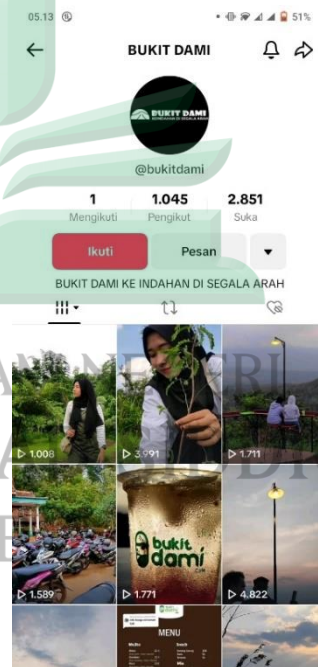 05.13
51%
BUKIT DAMI
BUKIT DAMI
@bukitdami
1 1.045 2.851
Mengikuti Pengikut Suka
Ikuti Pesan
BUKIT DAMI KE INDAHAN DI SEGALA ARAH
1.008 3.991 1.711
bukit
dami
1.589 1.771 4.822
MENU